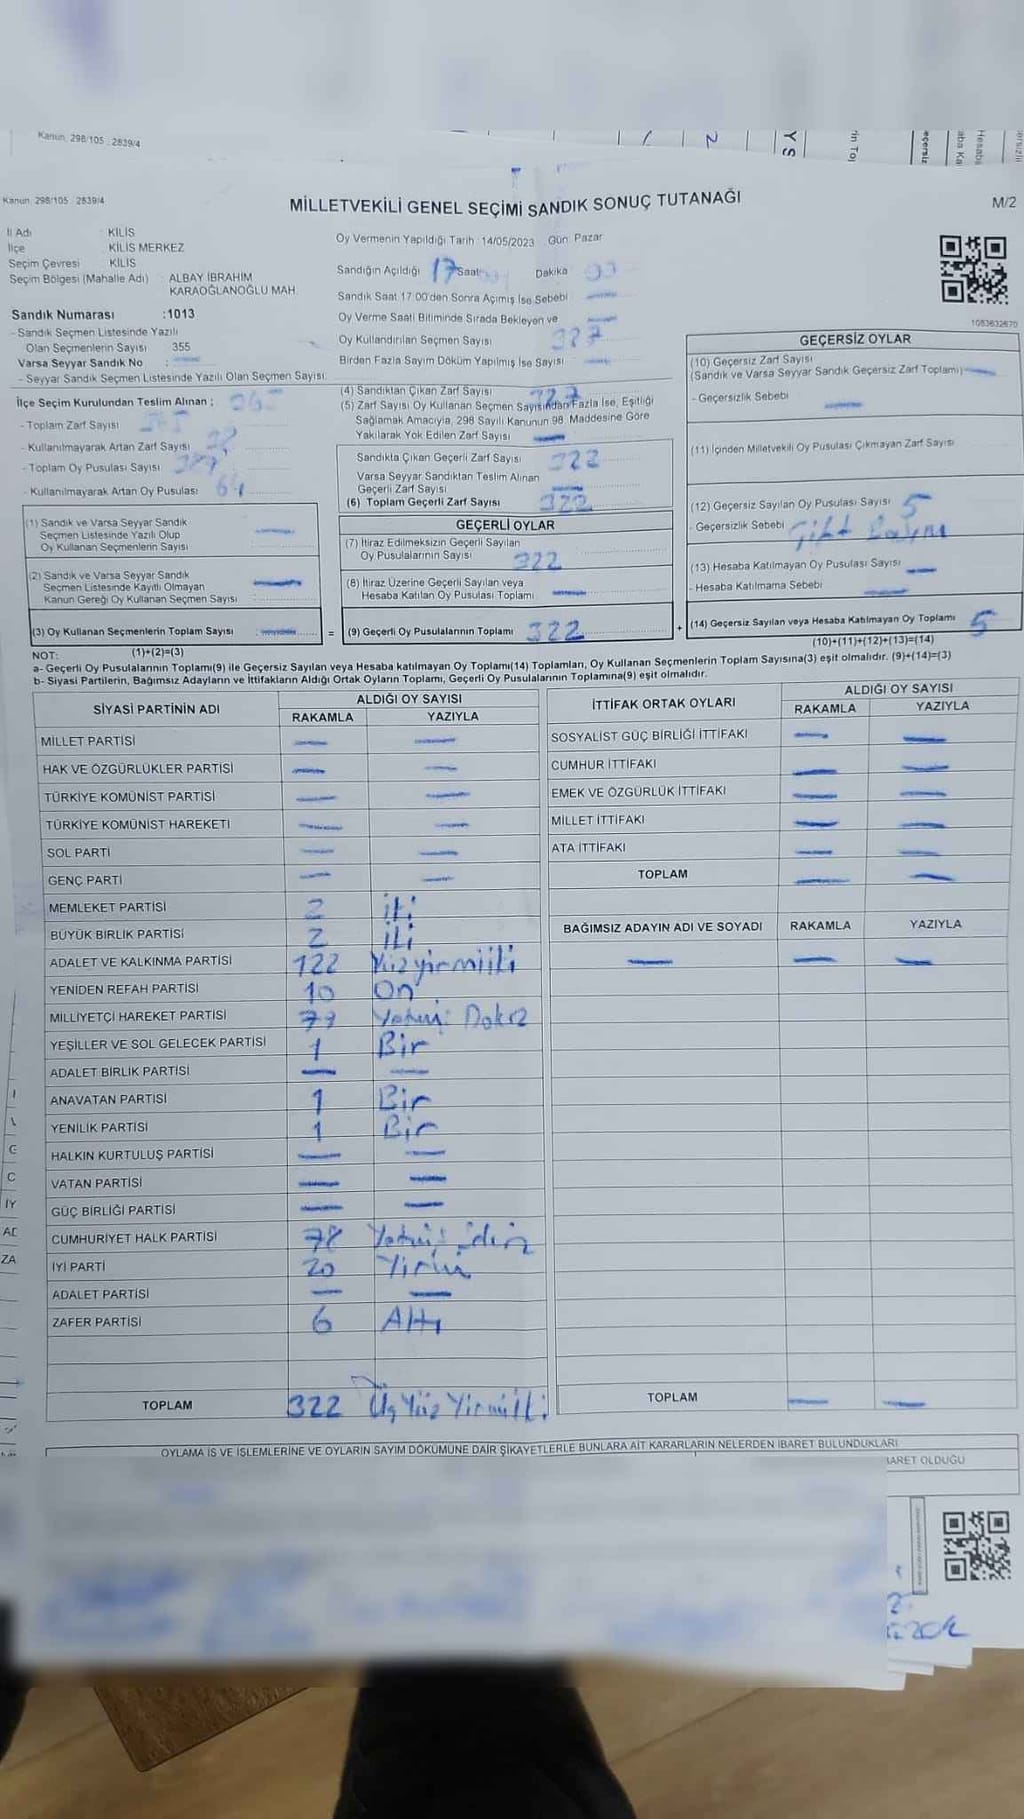 Kanun, 298/105 : 2839/4
Kanun. 298/105 : 2839/4
MİLLETVEKİLİ GENEL SEÇİMİ SANDIK SONUÇ TUTANAĞI
M/2
İl Adı : KİLİS
İlçe KİLİS MERKEZ
Seçim Çevresi KİLİS
Seçim Bölgesi (Mahalle Adı) : ALBAY İBRAHİM
KARAOĞLANOĞLU MAH.
Sandık Numarası :1013
- Sandık Seçmen Listesinde Yazılı
Olan Seçmenlerin Sayısı 355
Varsa Seyyar Sandık No :
- Seyyar Sandık Seçmen Listesinde Yazılı Olan Seçmen Sayısı:
İlçe Seçim Kurulundan Teslim Alınan :
- Toplam Zarf Sayısı
- Kullanılmayarak Artan Zarf Sayısı
- Toplam Oy Pusulası Sayısı
- Kullanılmayarak Artan Oy Pusulası 64
(1) Sandık ve Varsa Seyyar Sandık
Seçmen Listesinde Yazılı Olup
Oy Kullanan Seçmenlerin Sayısı
(2) Sandık ve Varsa Seyyar Sandık
Seçmen Listesinde Kayıtlı Olmayan
Kanun Gereği Oy Kullanan Seçmen Sayısı
(3) Oy Kullanan Seçmenlerin Toplam Sayısı
(1)+(2)=(3)
Oy Vermenin Yapıldığı Tarih : 14/05/2023 Gün: Pazar
Sandığın Açıldığı 17 Saat Dakika
Sandık Saat 17:00'den Sonra Açımış İse Sebebi
Oy Verme Saati Bitiminde Sırada Bekleyen ve
Oy Kullandırılan Seçmen Sayısı 327
Birden Fazla Sayım Döküm Yapılmış İse Sayısı
(4) Sandıktan Çıkan Zarf Sayısı 327
(5) Zarf Sayısı Oy Kullanan Seçmen Sayısından Fazla İse, Eşitliği
Sağlamak Amacıyla, 298 Sayılı Kanunun 98. Maddesine Göre
Yakılarak Yok Edilen Zarf Sayısı
Sandıkta Çıkan Geçerli Zarf Sayısı 322
Varsa Seyyar Sandıktan Teslim Alınan
Geçerli Zarf Sayısı
(6) Toplam Geçerli Zarf Sayısı 322
GEÇERLİ OYLAR
(7) İtiraz Edilmeksizin Geçerli Sayılan
Oy Pusulalarının Sayısı 322
(8) İtiraz Üzerine Geçerli Sayılan veya
Hesaba Katılan Oy Pusulası Toplamı
= (9) Geçerli Oy Pusulalarının Toplamı 322
1083632670
GEÇERSİZ OYLAR
(10) Geçersiz Zarf Sayısı
(Sandık ve Varsa Seyyar Sandık Geçersiz Zarf Toplamı)
- Geçersizlik Sebebi
(11) İçinden Milletvekili Oy Pusulası Çıkmayan Zarf Sayısı
(12) Geçersiz Sayılan Oy Pusulası Sayısı 5
- Geçersizlik Sebebi
(13) Hesaba Katılmayan Oy Pusulası Sayısı
- Hesaba Katılmama Sebebi
+ (14) Geçersiz Sayılan veya Hesaba Katılmayan Oy Toplamı 5
(10)+(11)+(12)+(13)=(14)
NOT:
a- Geçerli Oy Pusulalarının Toplamı(9) ile Geçersiz Sayılan veya Hesaba katılmayan Oy Toplamı(14) Toplamları, Oy Kullanan Seçmenlerin Toplam Sayısına(3) eşit olmalıdır. (9)+(14)=(3)
b- Siyasi Partilerin, Bağımsız Adayların ve İttifakların Aldığı Ortak Oyların Toplamı, Geçerli Oy Pusulalarının Toplamına(9) eşit olmalıdır.
SİYASİ PARTİNİN ADI ALDIĞI OY SAYISI
RAKAMLA YAZIYLA
MİLLET PARTİSİ
HAK VE ÖZGÜRLÜKLER PARTİSİ
TÜRKİYE KOMÜNİST PARTİSİ
TÜRKİYE KOMÜNİST HAREKETİ
SOL PARTİ
GENÇ PARTİ
MEMLEKET PARTİSİ 2 iki
BÜYÜK BİRLİK PARTİSİ 2 iki
ADALET VE KALKINMA PARTİSİ 122 Yüzyirmiiki
YENİDEN REFAH PARTİSİ 10 On
MİLLİYETÇİ HAREKET PARTİSİ 79 Yetmiş Dokuz
YEŞİLLER VE SOL GELECEK PARTİSİ 1 Bir
ADALET BİRLİK PARTİSİ
ANAVATAN PARTİSİ 1 Bir
YENİLİK PARTİSİ 1 Bir
HALKIN KURTULUŞ PARTİSİ
VATAN PARTİSİ
GÜÇ BİRLİĞİ PARTİSİ
CUMHURİYET HALK PARTİSİ 78 Yetmiş
İYİ PARTİ 20 Yirmi
ADALET PARTİSİ
ZAFER PARTİSİ 6 Altı
TOPLAM 322 Üç Yüz Yirmi İki
İTTİFAK ORTAK OYLARI ALDIĞI OY SAYISI
RAKAMLA YAZIYLA
SOSYALİST GÜÇ BİRLİĞİ İTTİFAKI
CUMHUR İTTİFAKI
EMEK VE ÖZGÜRLÜK İTTİFAKI
MİLLET İTTİFAKI
ATA İTTİFAKI
TOPLAM
BAĞIMSIZ ADAYIN ADI VE SOYADI RAKAMLA YAZIYLA
TOPLAM
OYLAMA İŞ VE İŞLEMLERİNE VE OYLARIN SAYIM DÖKÜMÜNE DAİR ŞİKAYETLERLE BUNLARA AİT KARARLARIN NELERDEN İBARET BULUNDUKLARI
BARET OLDUĞU